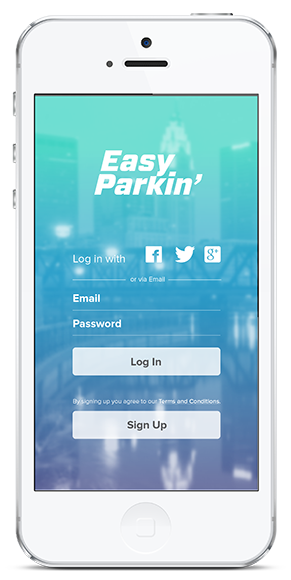 Easy
Parkin’
Log in with
or via Email
Email
Password
Log In
By signing up you agree to our Terms and Conditions.
Sign Up